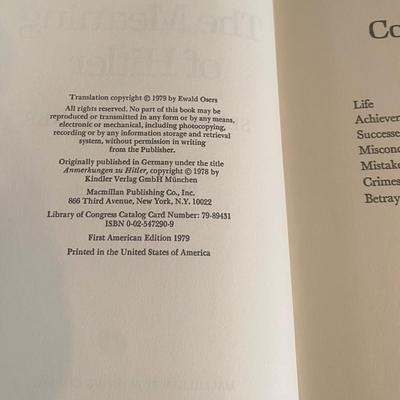 Translation copyright © 1979 by Ewald Osers
All rights reserved. No part of this book may be
reproduced or transmitted in any form or by any means,
electronic or mechanical, including photocopying,
recording or by any information storage and retrieval
system, without permission in writing
from the Publisher.
Originally published in Germany under the title
Anmerkungen zu Hitler, copyright © 1978 by
Kindler Verlag GmbH München
Macmillan Publishing Co., Inc.
866 Third Avenue, New York, N.Y. 10022
Library of Congress Catalog Card Number: 79-89431
ISBN 0-02-547290-9
First American Edition 1979
Printed in the United States of America
Co
Life
Achieve
Successe
Miscon
Mistake
Crimes
Betray